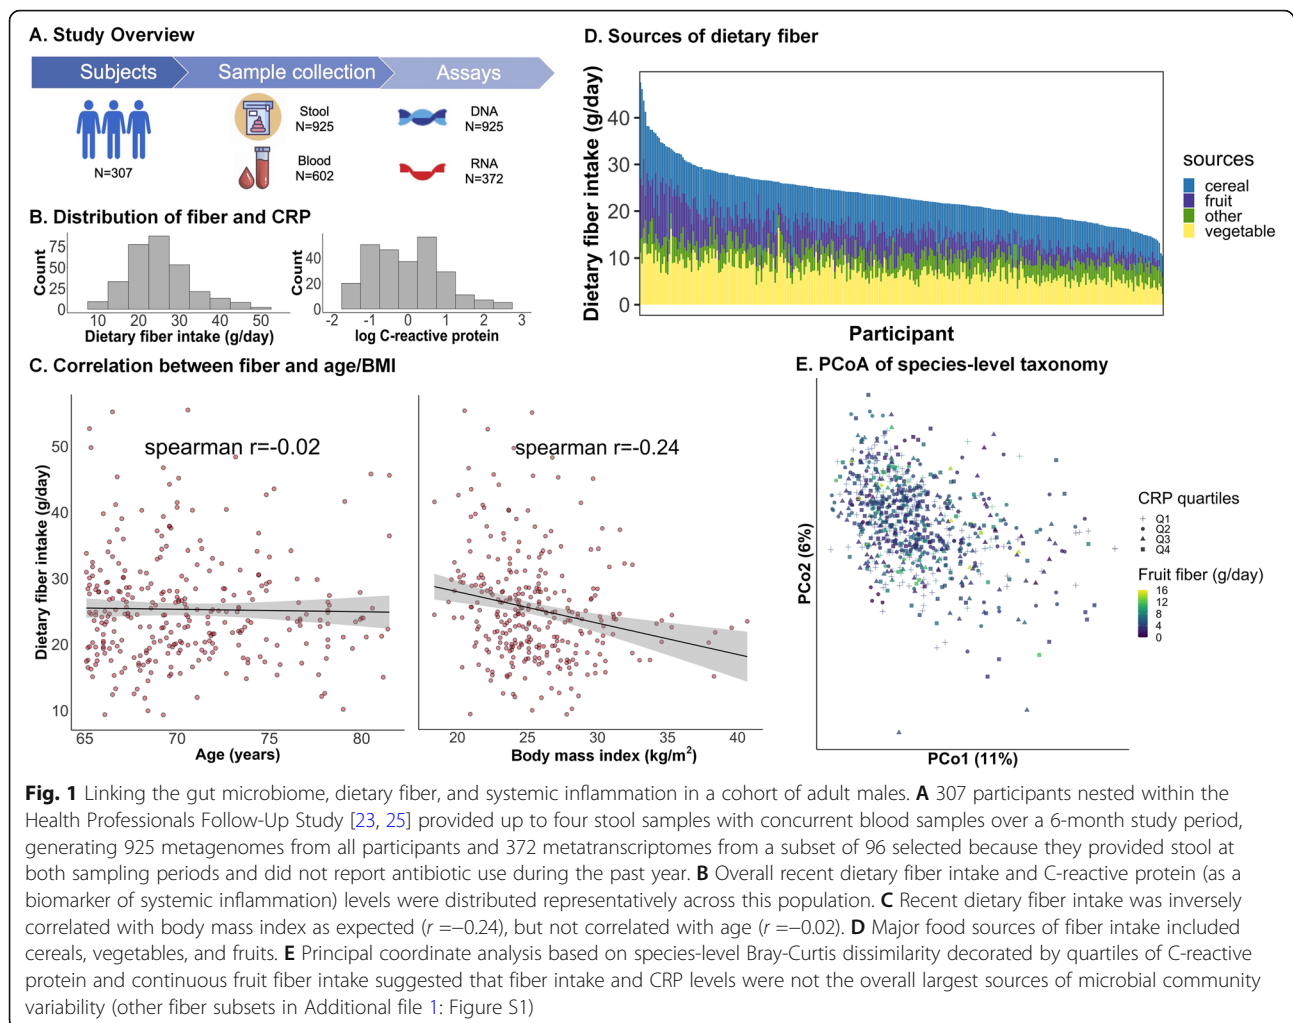 A. Study Overview
Subjects
Sample collection
Assays
N=307
Stool
N=925
Blood
N=602
DNA
N=925
RNA
N=372
B. Distribution of fiber and CRP
Count
75
50
25
0
10 20 30 40 50
Dietary fiber intake (g/day)
Count
40
20
0
-2 -1 0 1 2 3
log C-reactive protein
C. Correlation between fiber and age/BMI
Dietary fiber intake (g/day)
50
40
30
20
10
spearman r=-0.02
65 70 75 80
Age (years)
spearman r=-0.24
20 25 30 35 40
Body mass index (kg/m²)
D. Sources of dietary fiber
Dietary fiber intake (g/day)
40
30
20
10
0
Participant
sources
cereal
fruit
other
vegetable
E. PCoA of species-level taxonomy
PCo2 (6%)
PCo1 (11%)
CRP quartiles
Q1
Q2
Q3
Q4
Fruit fiber (g/day)
16
12
8
4
0
Fig. 1 Linking the gut microbiome, dietary fiber, and systemic inflammation in a cohort of adult males. A 307 participants nested within the
Health Professionals Follow-Up Study [23, 25] provided up to four stool samples with concurrent blood samples over a 6-month study period,
generating 925 metagenomes from all participants and 372 metatranscriptomes from a subset of 96 selected because they provided stool at
both sampling periods and did not report antibiotic use during the past year. B Overall recent dietary fiber intake and C-reactive protein (as a
biomarker of systemic inflammation) levels were distributed representatively across this population. C Recent dietary fiber intake was inversely
correlated with body mass index as expected (r =−0.24), but not correlated with age (r =−0.02). D Major food sources of fiber intake included
cereals, vegetables, and fruits. E Principal coordinate analysis based on species-level Bray-Curtis dissimilarity decorated by quartiles of C-reactive
protein and continuous fruit fiber intake suggested that fiber intake and CRP levels were not the overall largest sources of microbial community
variability (other fiber subsets in Additional file 1: Figure S1)